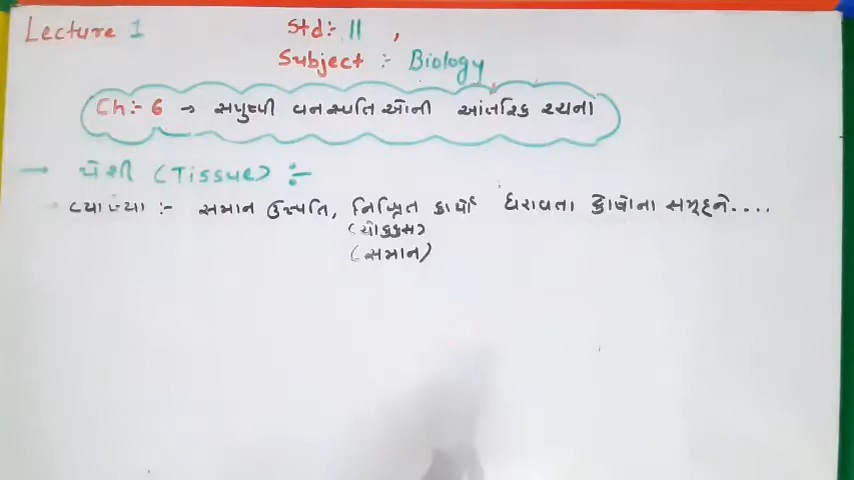 Lecture 1
Std:- 11 ,
Subject :- Biology
Ch:- 6 → સપુષ્પી વનસ્પતિઓની આંતરિક રચના
→ પેશી (Tissue) :-
વ્યાખ્યા :- સમાન ઉત્પતિ, નિશ્ચિત કાર્યો ધરાવતા કોષોના સમૂહને....
(ચોક્કસ)
(સમાન)